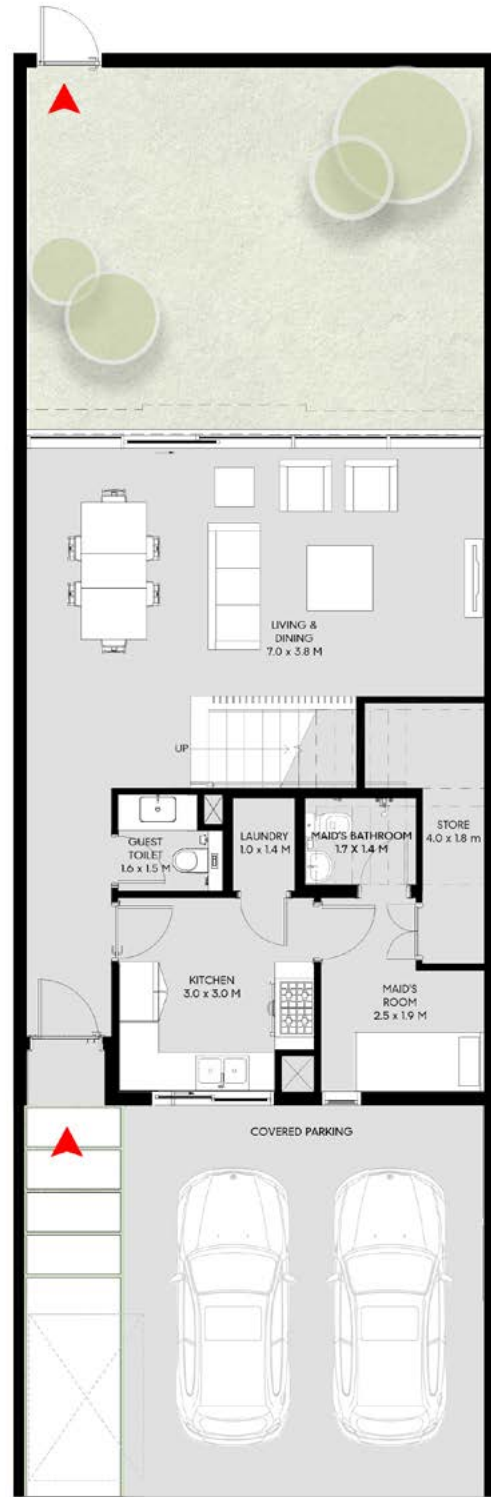 LIVING &
DINING
7.0 x 3.8 M
UP
GUEST
TOILET
1.6 x 1.5 M
LAUNDRY
1.0 x 1.4 M
MAID'S BATHROOM
1.7 X 1.4 M
STORE
4.0 x 1.8 m
KITCHEN
3.0 x 3.0 M
MAID'S
ROOM
2.5 x 1.9 M
COVERED PARKING